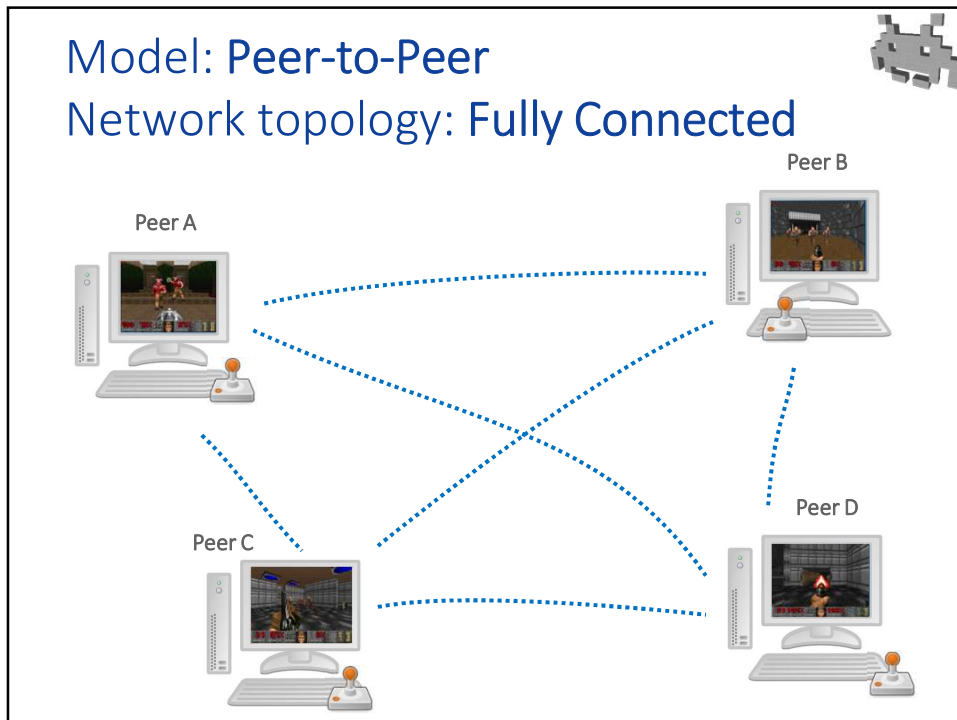 Model: Peer-to-Peer
Network topology: Fully Connected
Peer B
Peer A
Peer D
Peer C